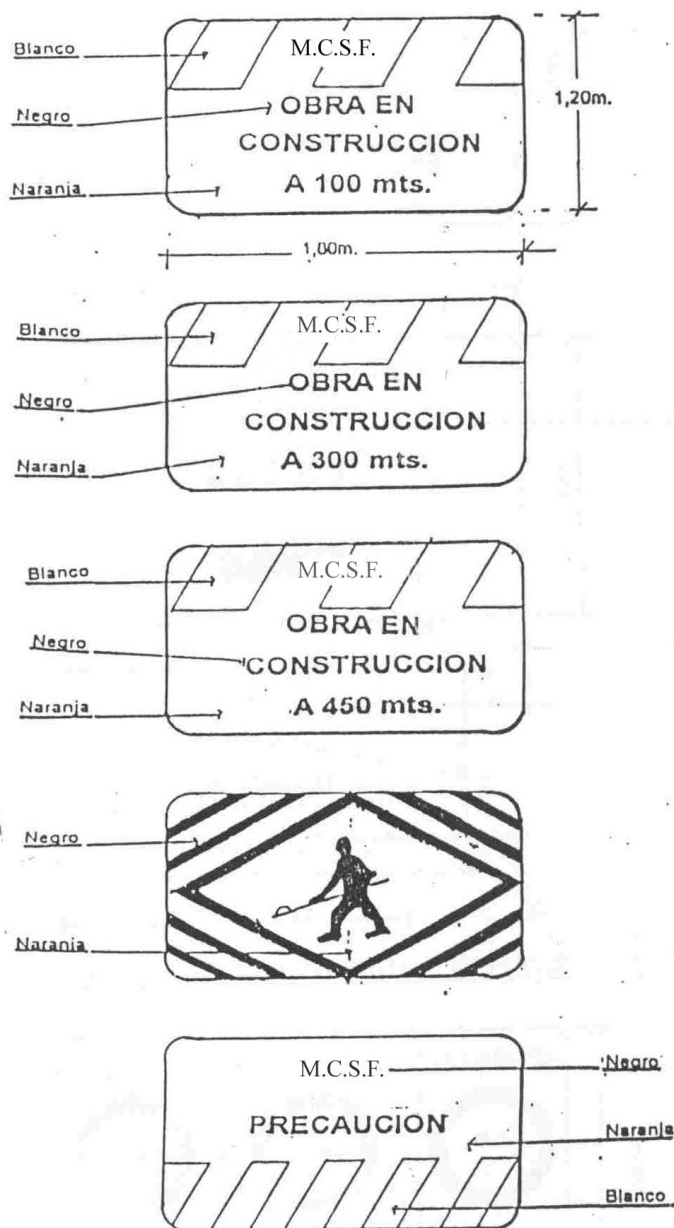 Blanco
M.C.S.F.
Negro
OBRA EN
CONSTRUCCION
Naranja
A 100 mts.
1,20m.
1,00m.
Blanco
M.C.S.F.
Negro
OBRA EN
CONSTRUCCION
Naranja
A 300 mts.
Blanco
M.C.S.F.
Negro
OBRA EN
CONSTRUCCION
Naranja
A 450 mts.
Negro
Naranja
M.C.S.F.
Negro
PRECAUCION
Naranja
Blanco